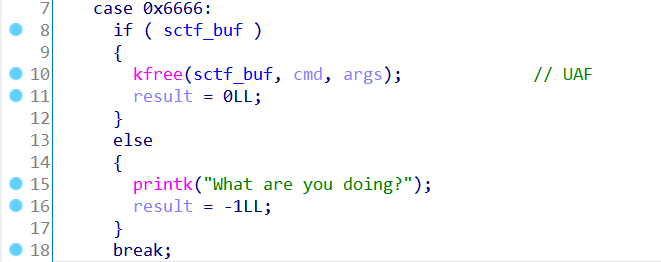 7 case 0x6666:
8 if ( sctf_buf )
9 {
10 kfree(sctf_buf, cmd, args); // UAF
11 result = 0LL;
12 }
13 else
14 {
15 printk("What are you doing?");
16 result = -1LL;
17 }
18 break;